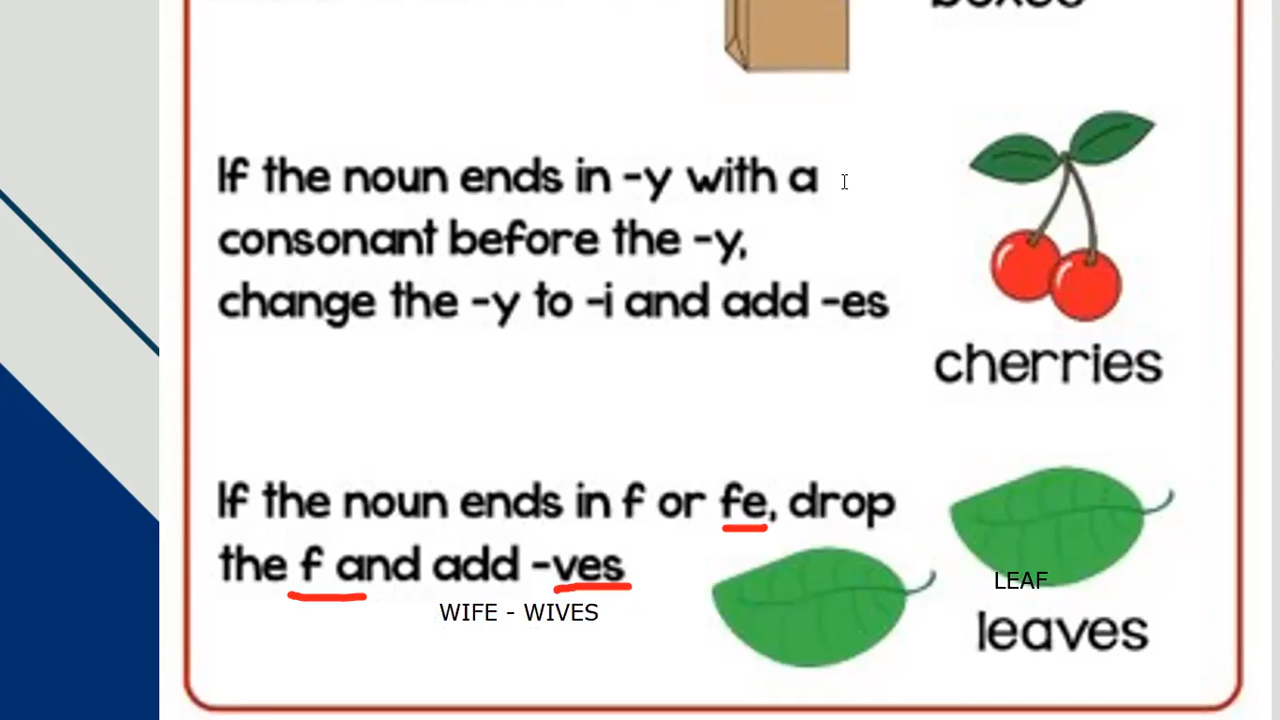 boxes
If the noun ends in -y with a
consonant before the -y,
change the -y to -i and add -es
cherries
If the noun ends in f or fe, drop
the f and add -ves
LEAF
WIFE - WIVES
leaves